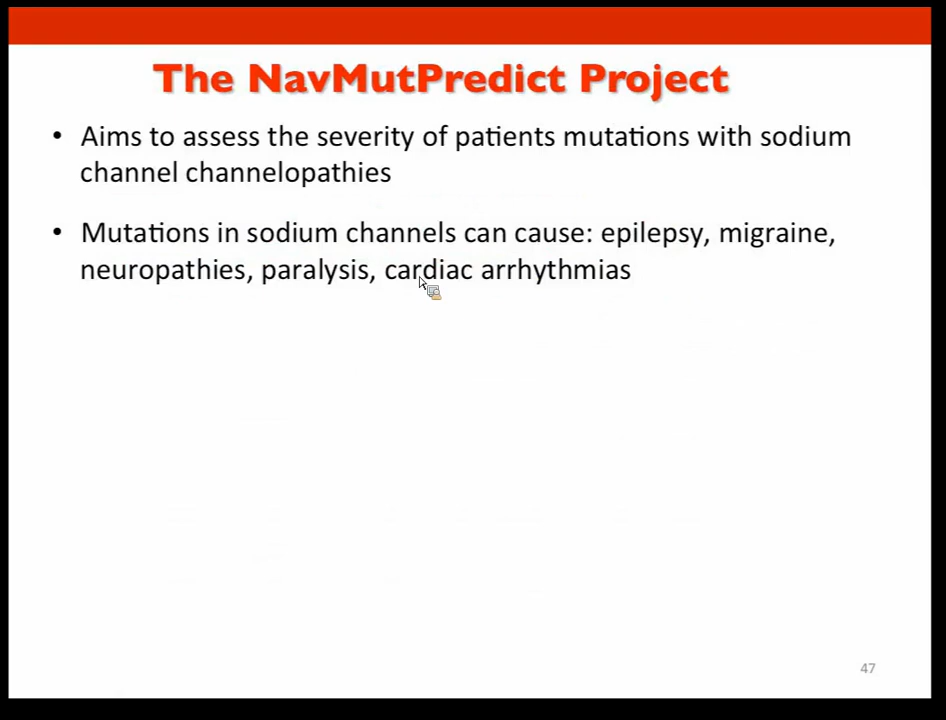 The NavMutPredict Project
• Aims to assess the severity of patients mutations with sodium
channel channelopathies
• Mutations in sodium channels can cause: epilepsy, migraine,
neuropathies, paralysis, cardiac arrhythmias
47